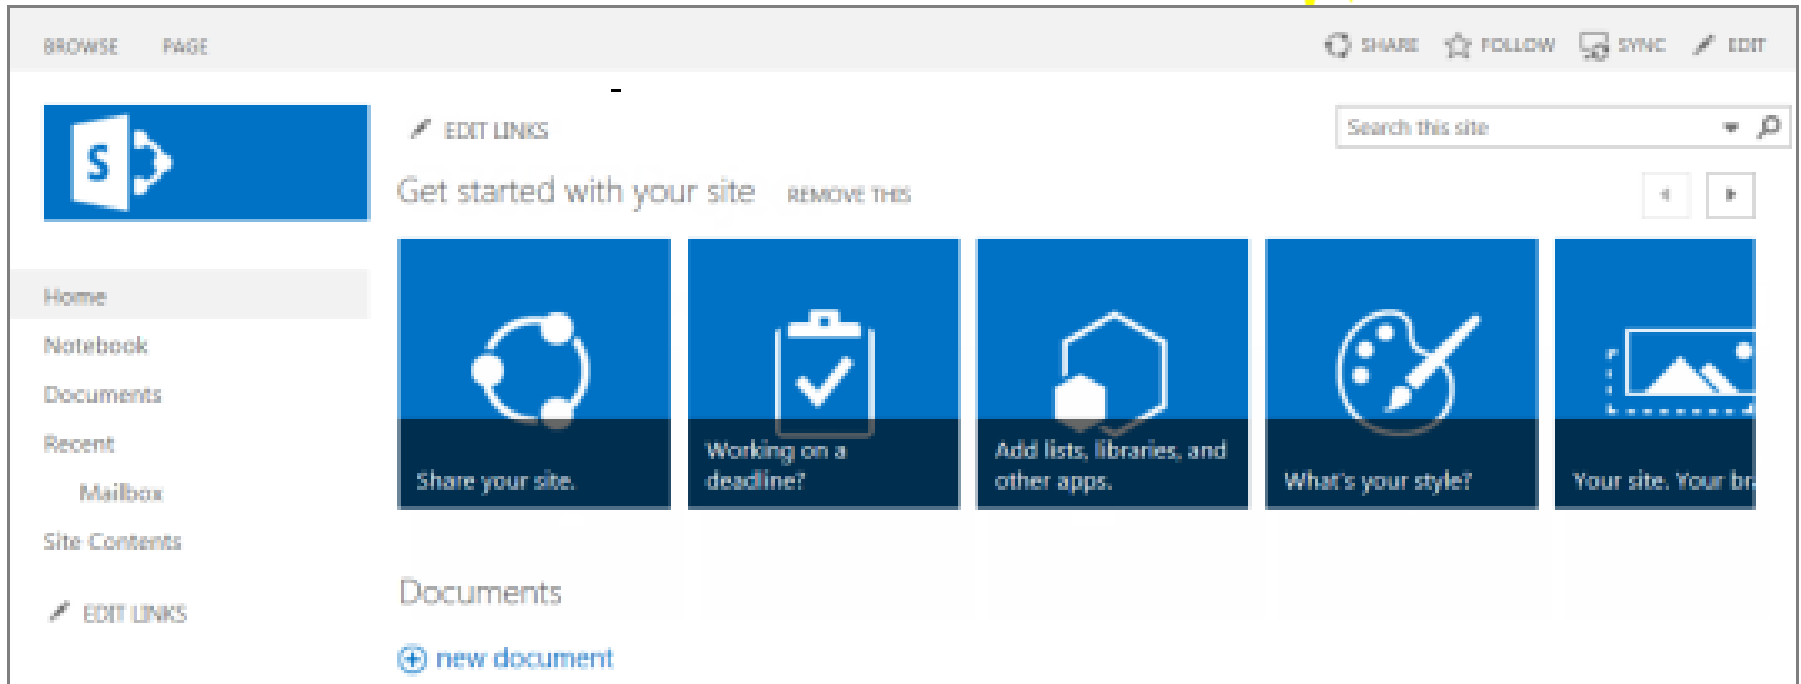 BROWSE PAGE
SHARE FOLLOW SYNC EDIT
S
EDIT LINKS
Search this site
Get started with your site REMOVE THIS
Home
Notebook
Documents
Recent
Mailbox
Site Contents
EDIT LINKS
Share your site.
Working on a
deadline?
Add lists, libraries, and
other apps.
What's your style?
Your site. Your br
Documents
new document